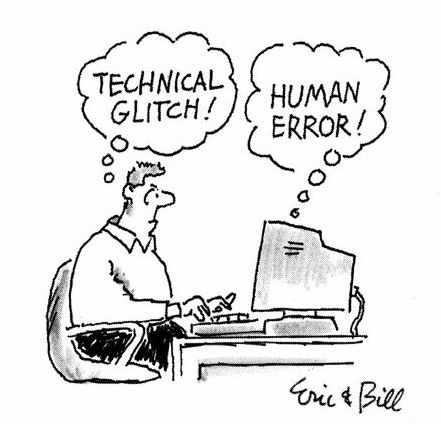 TECHNICAL
GLITCH!
HUMAN
ERROR!
Eric & Bill